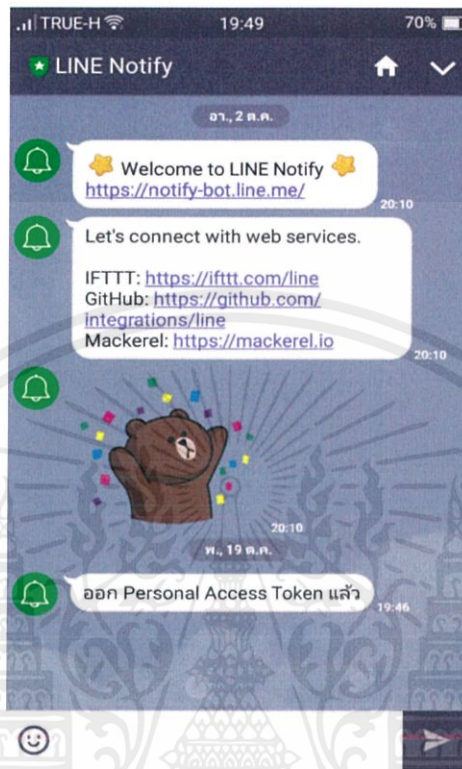 TRUE-H 19:49 70%
LINE Notify
อา., 2 ต.ค.
Welcome to LINE Notify
https://notify-bot.line.me/
20:10
Let's connect with web services.
IFTTT: https://ifttt.com/line
GitHub: https://github.com/
integrations/line
Mackerel: https://mackerel.io
20:10
20:10
พ., 19 ต.ค.
ออก Personal Access Token แล้ว
19:46